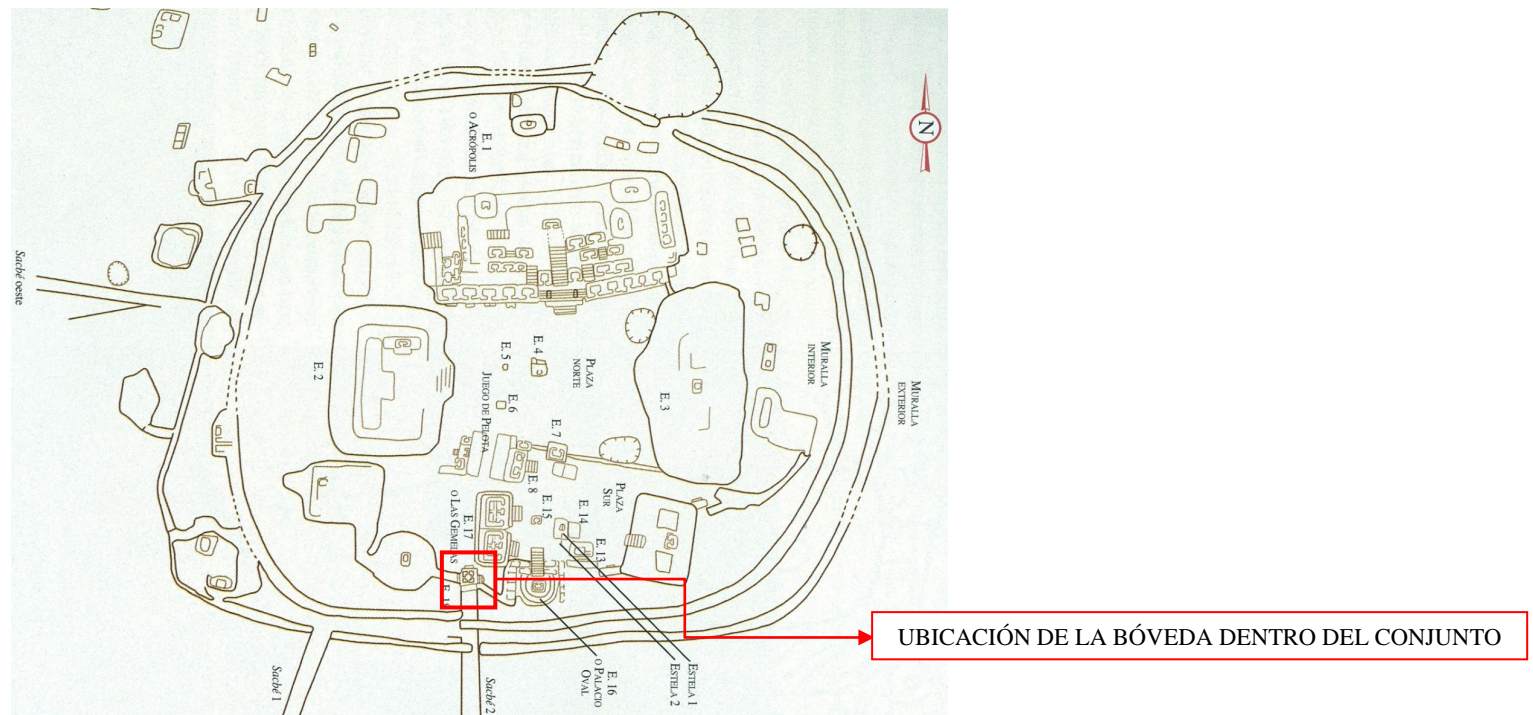 N
E. 1
O ACRÓPOLIS
Sacbé oeste
E. 2
E. 5
E. 4
PLAZA
NORTE
E. 3
MURALLA
INTERIOR
MURALLA
EXTERIOR
JUEGO DE PELOTA
E. 6
E. 7
E. 8
PLAZA
SUR
E. 15
E. 14
E. 13
E. 17
O LAS GEMELAS
UBICACIÓN DE LA BÓVEDA DENTRO DEL CONJUNTO
Sacbé 1
Sacbé 2
E. 16
O PALACIO
OVAL
ESTELA 1
ESTELA 2